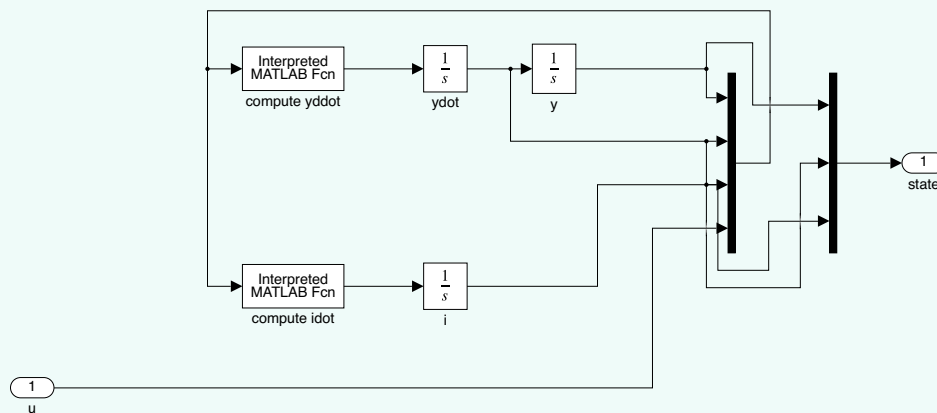 Interpreted
MATLAB Fcn
compute yddot
1
s
ydot
1
s
y
1
state
Interpreted
MATLAB Fcn
compute idot
1
s
i
1
u